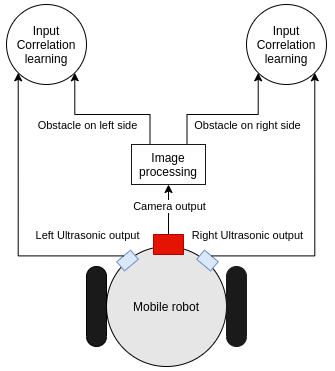 Input
Correlation
learning
Input
Correlation
learning
Obstacle on left side
Obstacle on right side
Image
processing
Camera output
Left Ultrasonic output
Right Ultrasonic output
Mobile robot